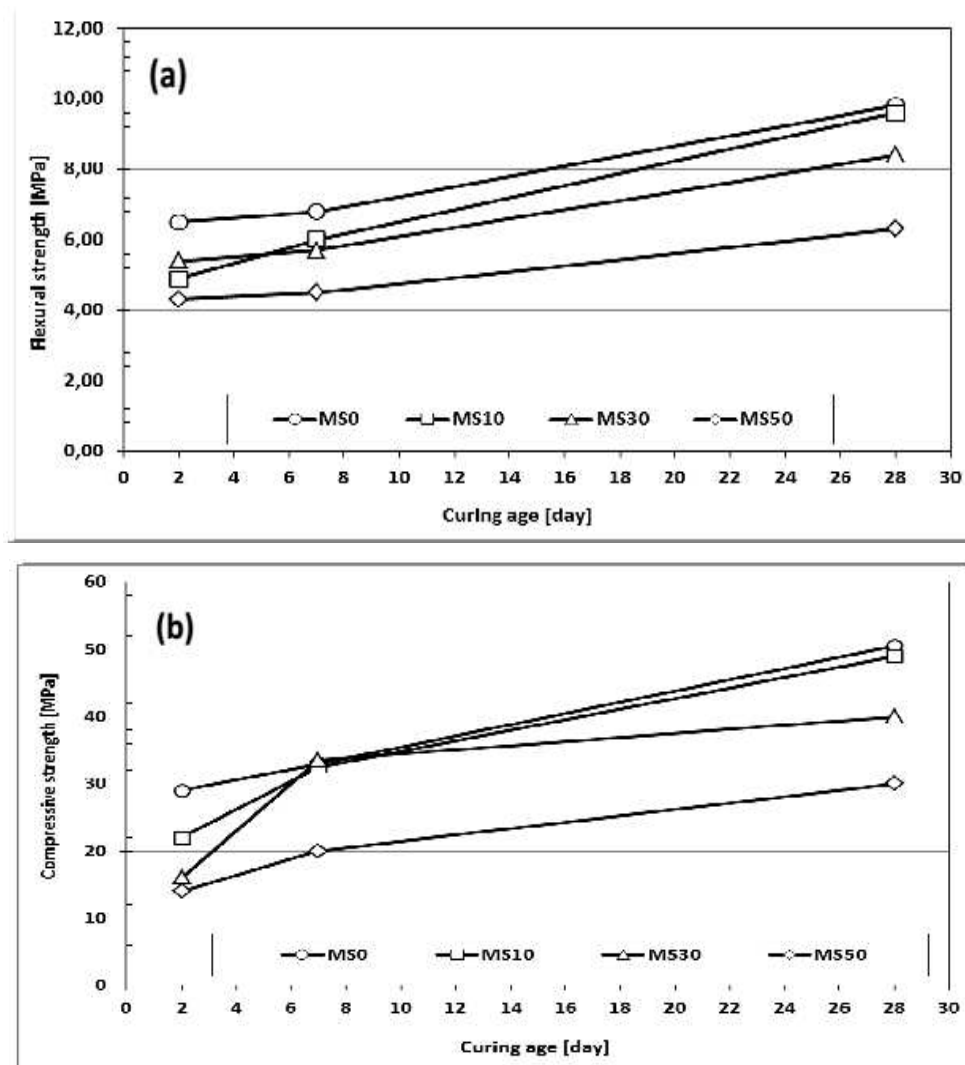 12,00
(a)
10,00
8,00
6,00
4,00
2,00
0,00
Flexural strength [MPa]
MS0 MS10 MS30 MS50
0 2 4 6 8 10 12 14 16 18 20 22 24 26 28 30
Curing age [day]
60
(b)
50
40
30
20
10
0
Compressive strength [MPa]
MS0 MS10 MS30 MS50
0 2 4 6 8 10 12 14 16 18 20 22 24 26 28 30
Curing age [day]